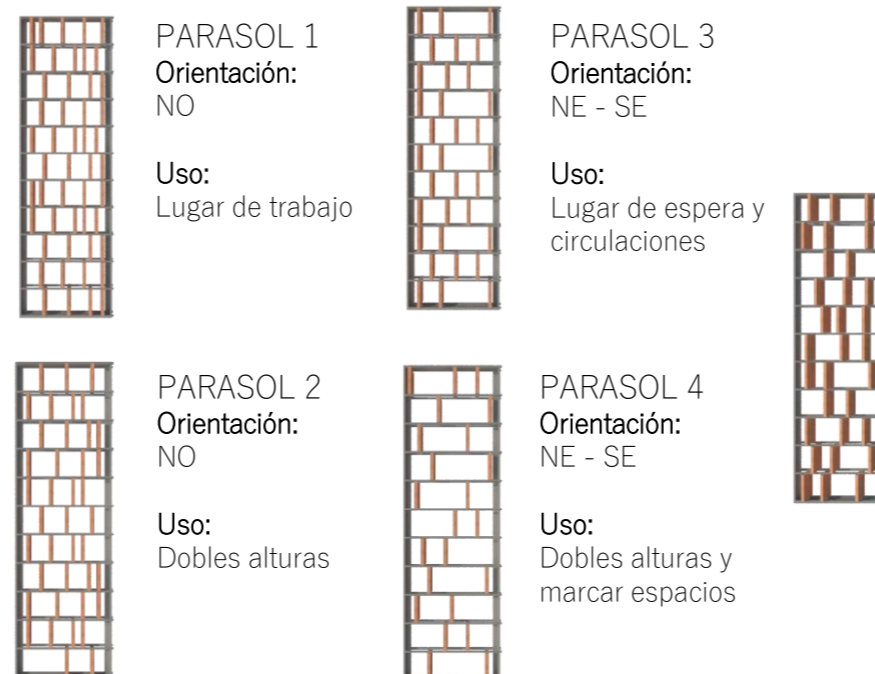 PARASOL 1
Orientación:
NO
Uso:
Lugar de trabajo
PARASOL 3
Orientación:
NE - SE
Uso:
Lugar de espera y
circulaciones
PARASOL 2
Orientación:
NO
Uso:
Dobles alturas
PARASOL 4
Orientación:
NE - SE
Uso:
Dobles alturas y
marcar espacios